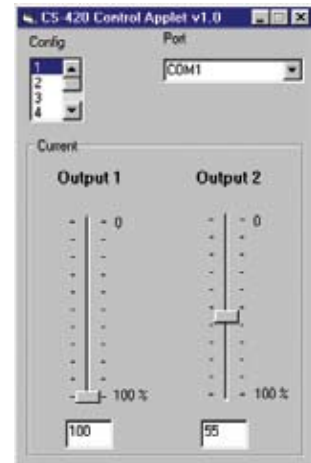 CS-420 Control Applet v1.0
Config Port
1
2
3
4
COM1
Current
Output 1 Output 2
0 0
100 % 100 %
100 55